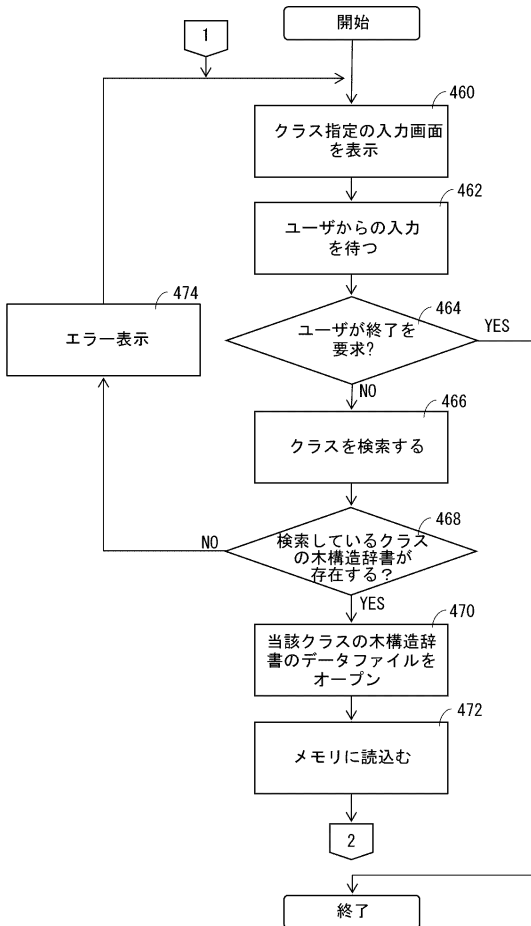 1
開始
460
クラス指定の入力画面
を表示
462
ユーザからの入力
を待つ
474
エラー表示
464
ユーザが終了を
要求?
YES
NO
466
クラスを検索する
468
検索しているクラス
の木構造辞書が
存在する？
NO
YES
470
当該クラスの木構造辞
書のデータファイルを
オープン
472
メモリに読込む
2
終了